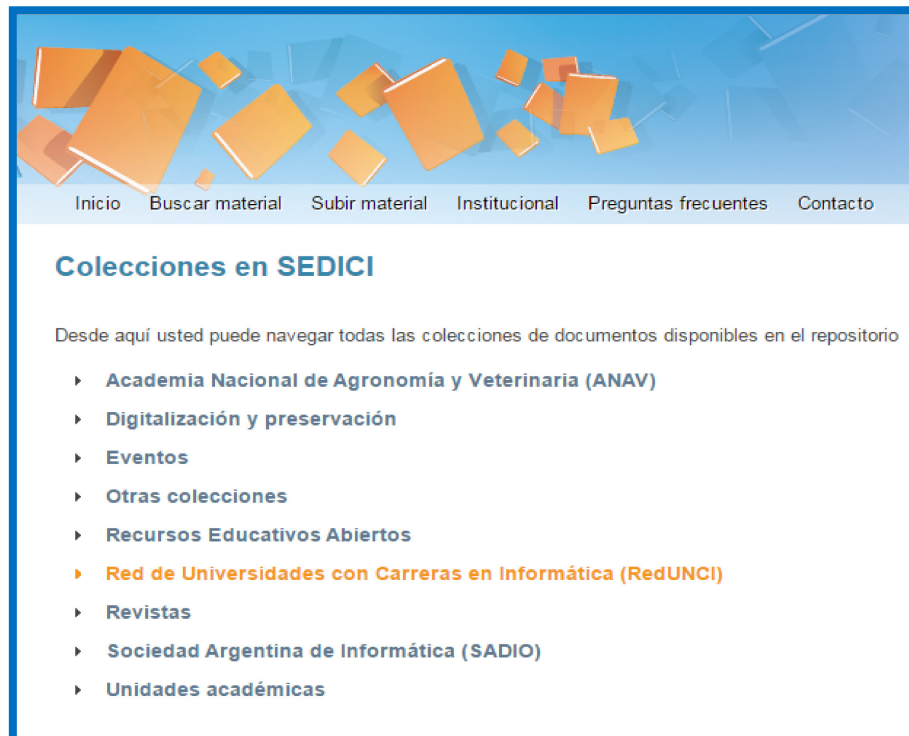 Inicio Buscar material Subir material Institucional Preguntas frecuentes Contacto
Colecciones en SEDICI
Desde aquí usted puede navegar todas las colecciones de documentos disponibles en el repositorio
Academia Nacional de Agronomía y Veterinaria (ANAV)
Digitalización y preservación
Eventos
Otras colecciones
Recursos Educativos Abiertos
Red de Universidades con Carreras en Informática (RedUNCI)
Revistas
Sociedad Argentina de Informática (SADIO)
Unidades académicas